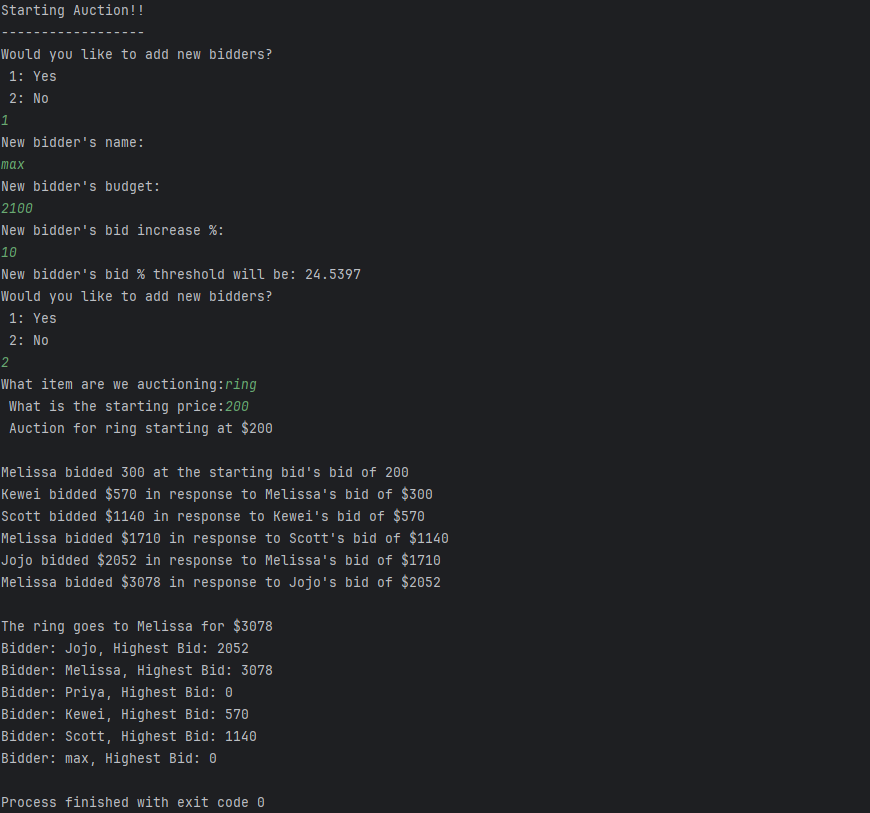 Starting Auction!!
------------------
Would you like to add new bidders?
 1: Yes
 2: No
1
New bidder's name:
max
New bidder's budget:
2100
New bidder's bid increase %:
10
New bidder's bid % threshold will be: 24.5397
Would you like to add new bidders?
 1: Yes
 2: No
2
What item are we auctioning:ring
 What is the starting price:200
 Auction for ring starting at $200
Melissa bidded 300 at the starting bid's bid of 200
Kewei bidded $570 in response to Melissa's bid of $300
Scott bidded $1140 in response to Kewei's bid of $570
Melissa bidded $1710 in response to Scott's bid of $1140
Jojo bidded $2052 in response to Melissa's bid of $1710
Melissa bidded $3078 in response to Jojo's bid of $2052
The ring goes to Melissa for $3078
Bidder: Jojo, Highest Bid: 2052
Bidder: Melissa, Highest Bid: 3078
Bidder: Priya, Highest Bid: 0
Bidder: Kewei, Highest Bid: 570
Bidder: Scott, Highest Bid: 1140
Bidder: max, Highest Bid: 0
Process finished with exit code 0